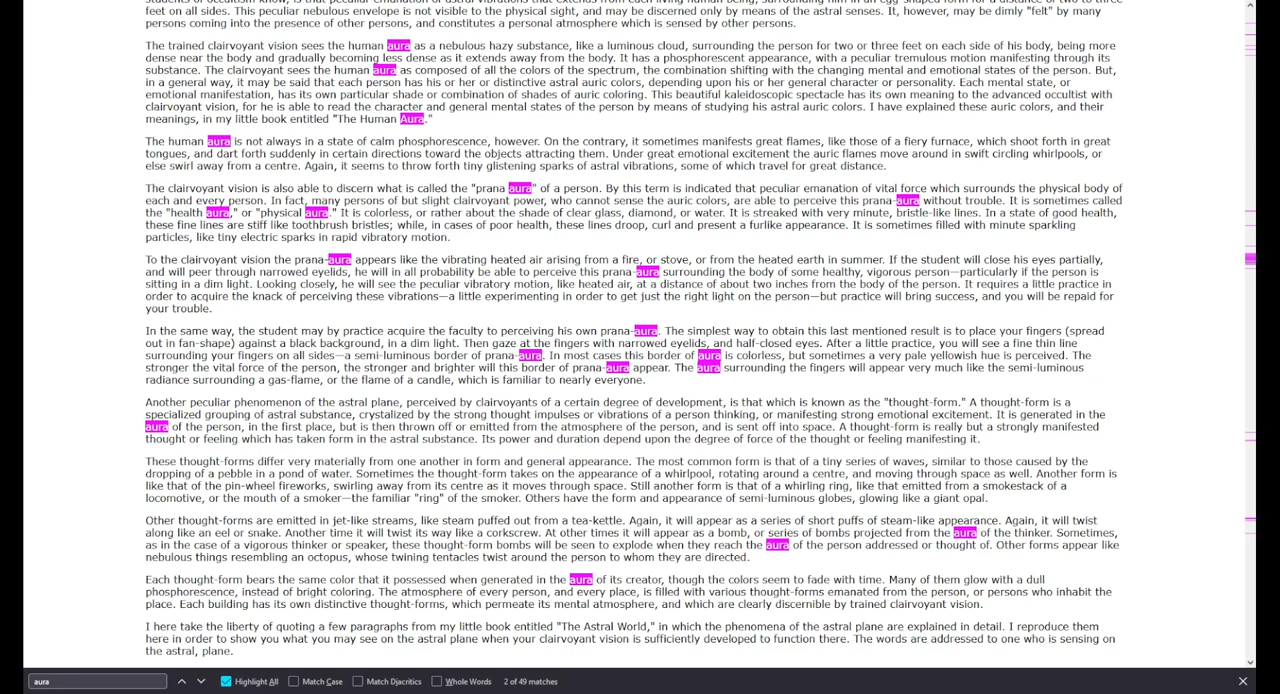 feet on all sides. This peculiar nebulous envelope is not visible to the physical sight, and may be discerned only by means of the astral senses. It, however, may be dimly "felt" by many
persons coming into the presence of other persons, and constitutes a personal atmosphere which is sensed by other persons.
The trained clairvoyant vision sees the human aura as a nebulous hazy substance, like a luminous cloud, surrounding the person for two or three feet on each side of his body, being more
dense near the body and gradually becoming less dense as it extends away from the body. It has a phosphorescent appearance, with a peculiar tremulous motion manifesting through its
substance. The clairvoyant sees the human aura as composed of all the colors of the spectrum, the combination shifting with the changing mental and emotional states of the person. But,
in a general way, it may be said that each person has his or her or distinctive astral auric colors, depending upon his or her general character or personality. Each mental state, or
emotional manifestation, has its own particular shade or combination of shades of auric coloring. This beautiful kaleidoscopic spectacle has its own meaning to the advanced occultist with
clairvoyant vision, for he is able to read the character and general mental states of the person by means of studying his astral auric colors. I have explained these auric colors, and their
meanings, in my little book entitled "The Human Aura."
The human aura is not always in a state of calm phosphorescence, however. On the contrary, it sometimes manifests great flames, like those of a fiery furnace, which shoot forth in great
tongues, and dart forth suddenly in certain directions toward the objects attracting them. Under great emotional excitement the auric flames move around in swift circling whirlpools, or
else swirl away from a centre. Again, it seems to throw forth tiny glistening sparks of astral vibrations, some of which travel for great distance.
The clairvoyant vision is also able to discern what is called the "prana aura" of a person. By this term is indicated that peculiar emanation of vital force which surrounds the physical body of
each and every person. In fact, many persons of but slight clairvoyant power, who cannot sense the auric colors, are able to perceive this prana-aura without trouble. It is sometimes called
the "health aura," or "physical aura." It is colorless, or rather about the shade of clear glass, diamond, or water. It is streaked with very minute, bristle-like lines. In a state of good health,
these fine lines are stiff like toothbrush bristles; while, in cases of poor health, these lines droop, curl and present a furlike appearance. It is sometimes filled with minute sparkling
particles, like tiny electric sparks in rapid vibratory motion.
To the clairvoyant vision the prana-aura appears like the vibrating heated air arising from a fire, or stove, or from the heated earth in summer. If the student will close his eyes partially,
and will peer through narrowed eyelids, he will in all probability be able to perceive this prana-aura surrounding the body of some healthy, vigorous person—particularly if the person is
sitting in a dim light. Looking closely, he will see the peculiar vibratory motion, like heated air, at a distance of about two inches from the body of the person. It requires a little practice in
order to acquire the knack of perceiving these vibrations—a little experimenting in order to get just the right light on the person—but practice will bring success, and you will be repaid for
your trouble.
In the same way, the student may by practice acquire the faculty to perceiving his own prana-aura. The simplest way to obtain this last mentioned result is to place your fingers (spread
out in fan-shape) against a black background, in a dim light. Then gaze at the fingers with narrowed eyelids, and half-closed eyes. After a little practice, you will see a fine thin line
surrounding your fingers on all sides—a semi-luminous border of prana-aura. In most cases this border of aura is colorless, but sometimes a very pale yellowish hue is perceived. The
stronger the vital force of the person, the stronger and brighter will this border of prana-aura appear. The aura surrounding the fingers will appear very much like the semi-luminous
radiance surrounding a gas-flame, or the flame of a candle, which is familiar to nearly everyone.
Another peculiar phenomenon of the astral plane, perceived by clairvoyants of a certain degree of development, is that which is known as the "thought-form." A thought-form is a
specialized grouping of astral substance, crystalized by the strong thought impulses or vibrations of a person thinking, or manifesting strong emotional excitement. It is generated in the
aura of the person, in the first place, but is then thrown off or emitted from the atmosphere of the person, and is sent off into space. A thought-form is really but a strongly manifested
thought or feeling which has taken form in the astral substance. Its power and duration depend upon the degree of force of the thought or feeling manifesting it.
These thought-forms differ very materially from one another in form and general appearance. The most common form is that of a tiny series of waves, similar to those caused by the
dropping of a pebble in a pond of water. Sometimes the thought-form takes on the appearance of a whirlpool, rotating around a centre, and moving through space as well. Another form is
like that of the pin-wheel fireworks, swirling away from its centre as it moves through space. Still another form is that of a whirling ring, like that emitted from a smokestack of a
locomotive, or the mouth of a smoker—the familiar "ring" of the smoker. Others have the form and appearance of semi-luminous globes, glowing like a giant opal.
Other thought-forms are emitted in jet-like streams, like steam puffed out from a tea-kettle. Again, it will appear as a series of short puffs of steam-like appearance. Again, it will twist
along like an eel or snake. Another time it will twist its way like a corkscrew. At other times it will appear as a bomb, or series of bombs projected from the aura of the thinker. Sometimes,
as in the case of a vigorous thinker or speaker, these thought-form bombs will be seen to explode when they reach the aura of the person addressed or thought of. Other forms appear like
nebulous things resembling an octopus, whose twining tentacles twist around the person to whom they are directed.
Each thought-form bears the same color that it possessed when generated in the aura of its creator, though the colors seem to fade with time. Many of them glow with a dull
phosphorescence, instead of bright coloring. The atmosphere of every person, and every place, is filled with various thought-forms emanated from the person, or persons who inhabit the
place. Each building has its own distinctive thought-forms, which permeate its mental atmosphere, and which are clearly discernible by trained clairvoyant vision.
I here take the liberty of quoting a few paragraphs from my little book entitled "The Astral World," in which the phenomena of the astral plane are explained in detail. I reproduce them
here in order to show you what you may see on the astral plane when your clairvoyant vision is sufficiently developed to function there. The words are addressed to one who is sensing on
the astral, plane.
aura Highlight All Match Case Match Diacritics Whole Words 2 of 49 matches